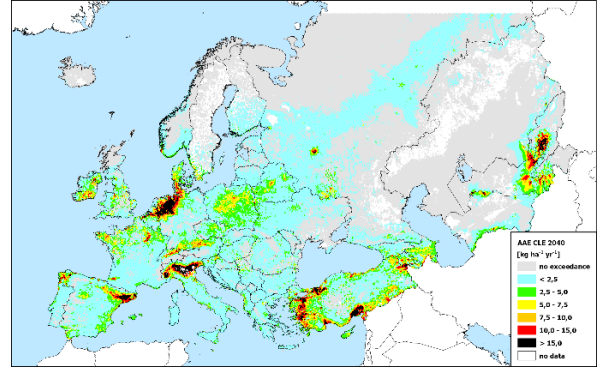 AAE CLE 2040
[kg ha⁻¹ yr⁻¹]
no exceedance
< 2,5
2,5 - 5,0
5,0 - 7,5
7,5 - 10,0
10,0 - 15,0
> 15,0
no data